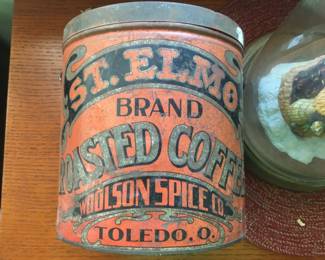 ST. ELMO
BRAND
ROASTED COFFEE
WOOLSON SPICE CO.
TOLEDO, O.